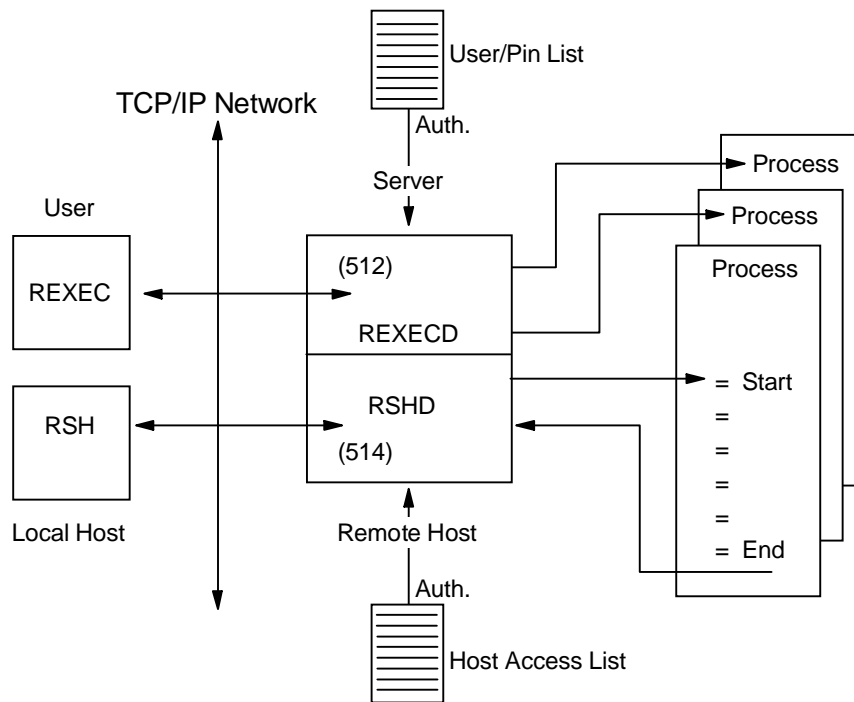 User/Pin List
TCP/IP Network
Auth.
Server
Process
User
Process
(512)
Process
REXEC
REXECD
= Start
RSHD
=
RSH
(514)
=
=
Local Host
Remote Host
=
= End
Auth.
Host Access List